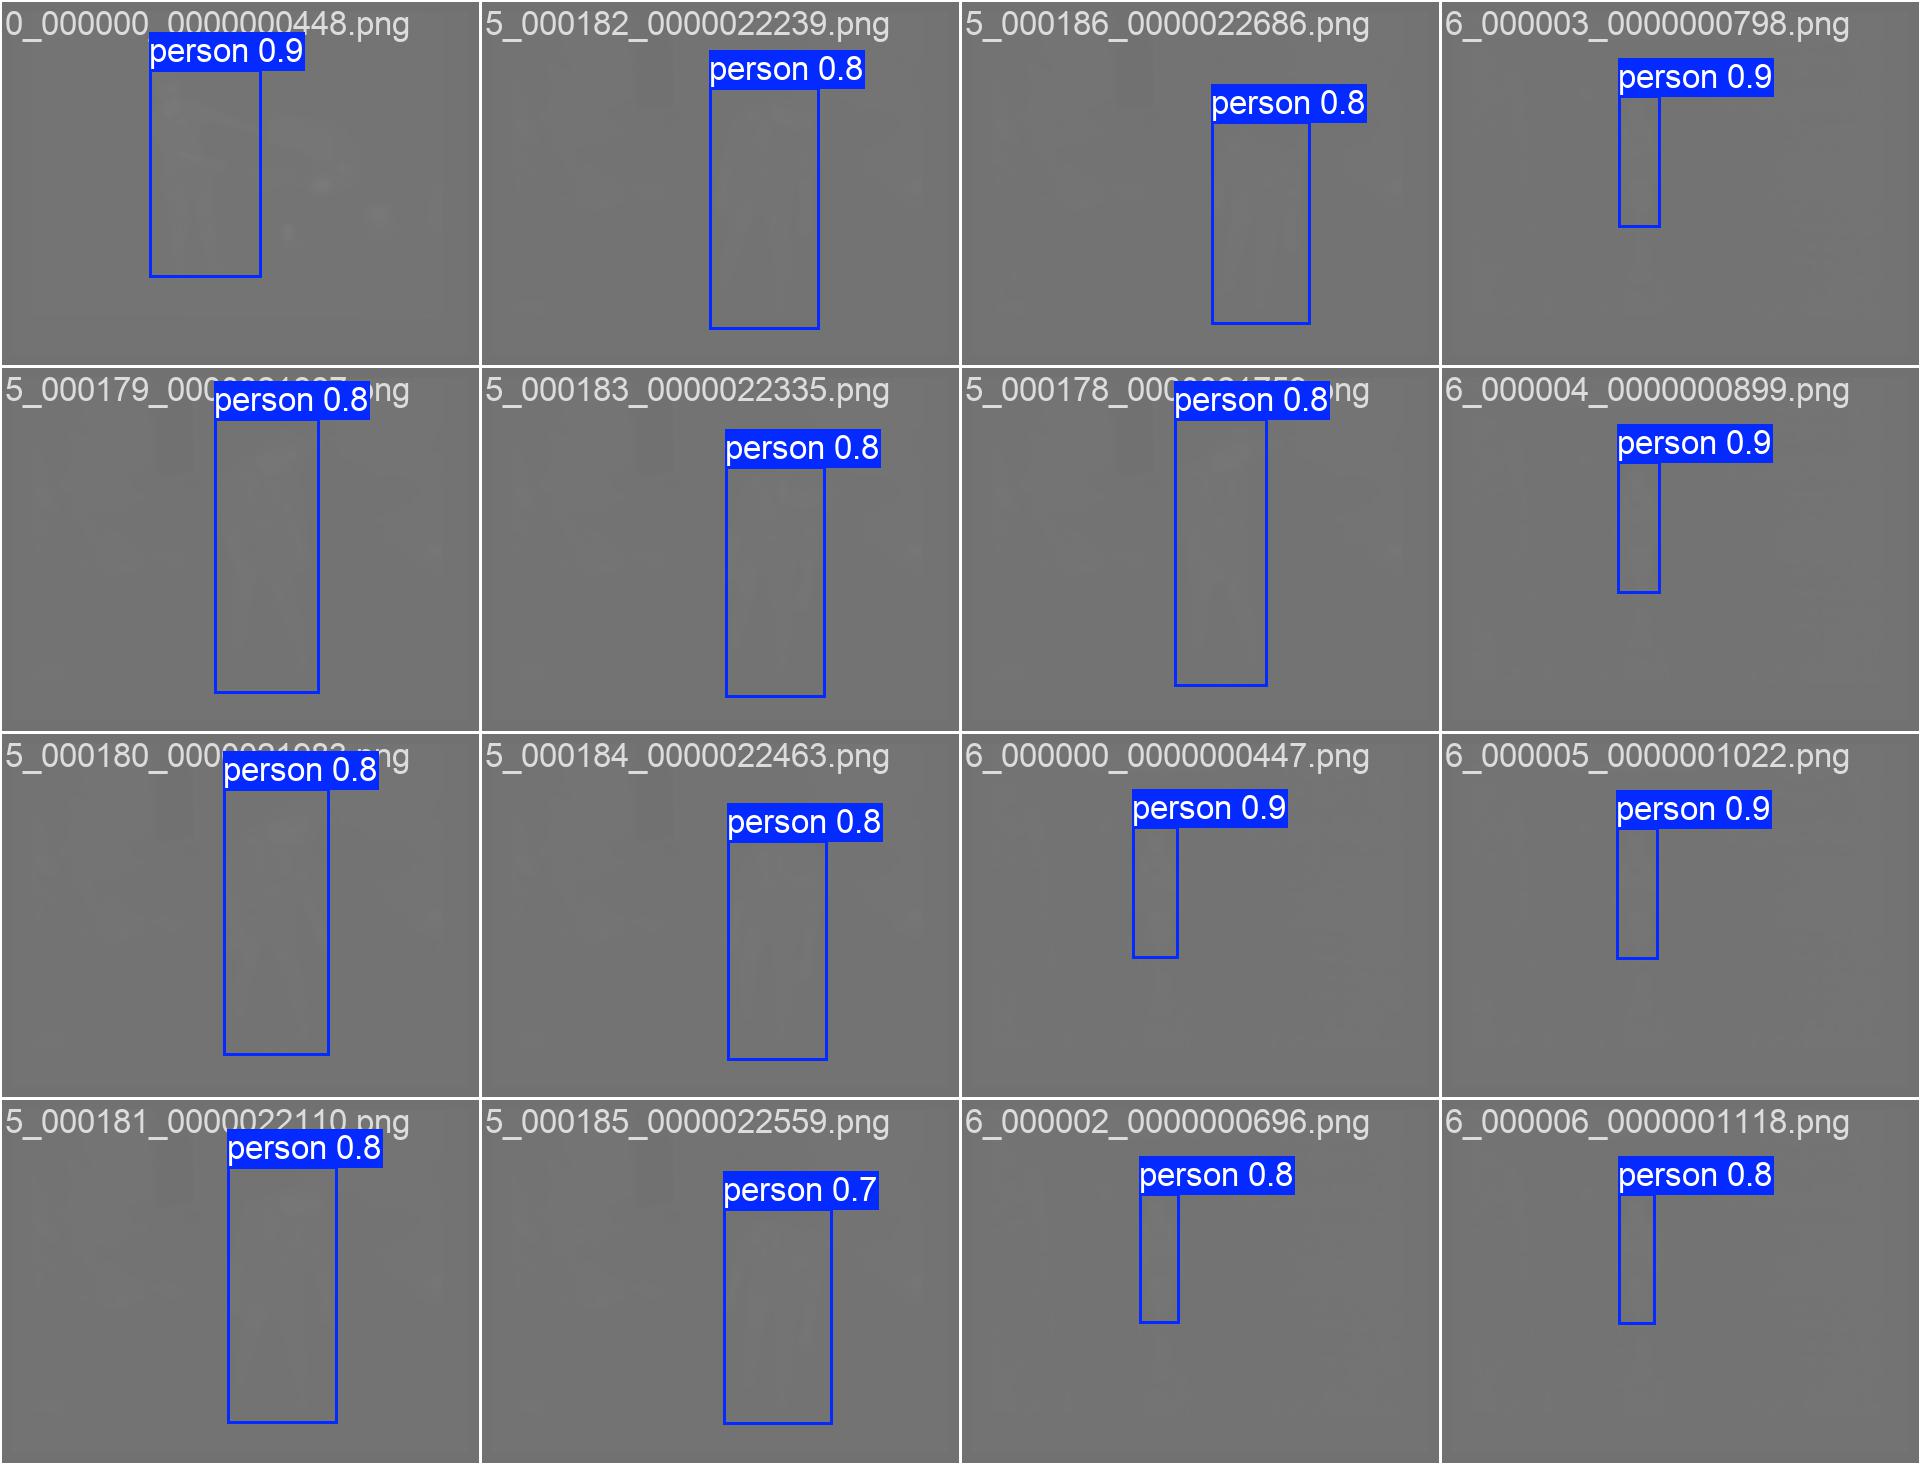 0_000000_0000000448.png
person 0.9
5_000182_0000022239.png
person 0.8
5_000186_0000022686.png
person 0.8
6_000003_0000000798.png
person 0.9
person 0.8
5_000183_0000022335.png
person 0.8
person 0.8
6_000004_0000000899.png
person 0.9
person 0.8
5_000184_0000022463.png
person 0.8
6_000000_0000000447.png
person 0.9
6_000005_0000001022.png
person 0.9
5_000181_0000022110.png
person 0.8
5_000185_0000022559.png
person 0.7
6_000002_0000000696.png
person 0.8
6_000006_0000001118.png
person 0.8